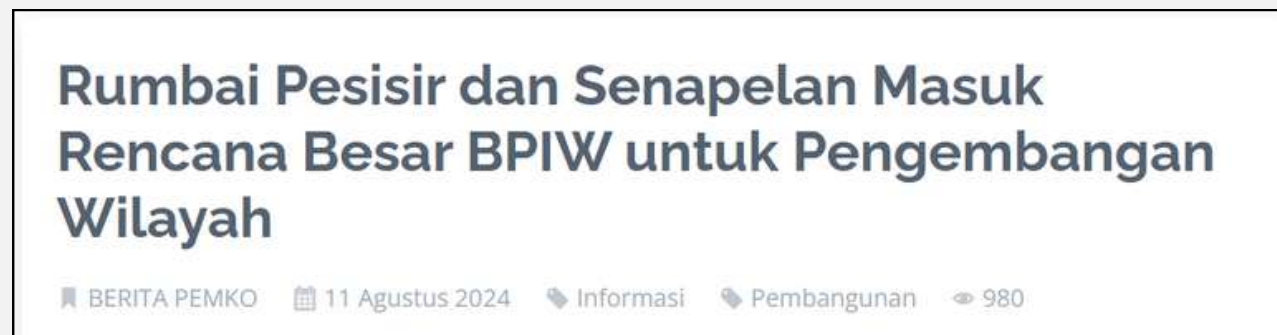 Rumbai Pesisir dan Senapelan Masuk
Rencana Besar BPIW untuk Pengembangan
Wilayah
BERITA PEMKO 11 Agustus 2024 Informasi Pembangunan 980